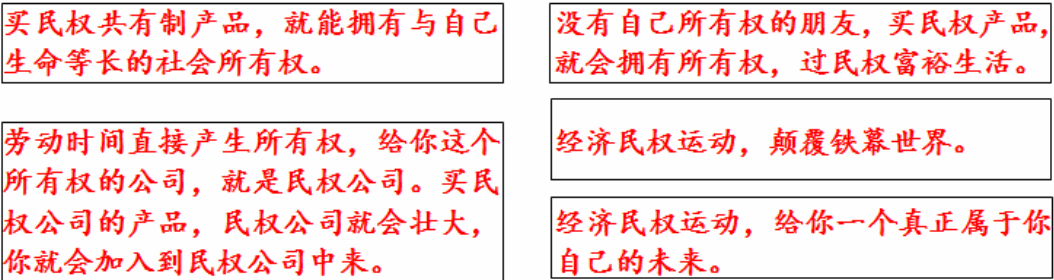 买民权共有制产品，就能拥有与自己
生命等长的社会所有权。
劳动时间直接产生所有权，给你这个
所有权的公司，就是民权公司。买民
权公司的产品，民权公司就会壮大，
你就会加入到民权公司中来。
没有自己所有权的朋友，买民权产品，
就会拥有所有权，过民权富裕生活。
经济民权运动，颠覆铁幕世界。
经济民权运动，给你一个真正属于你
自己的未来。